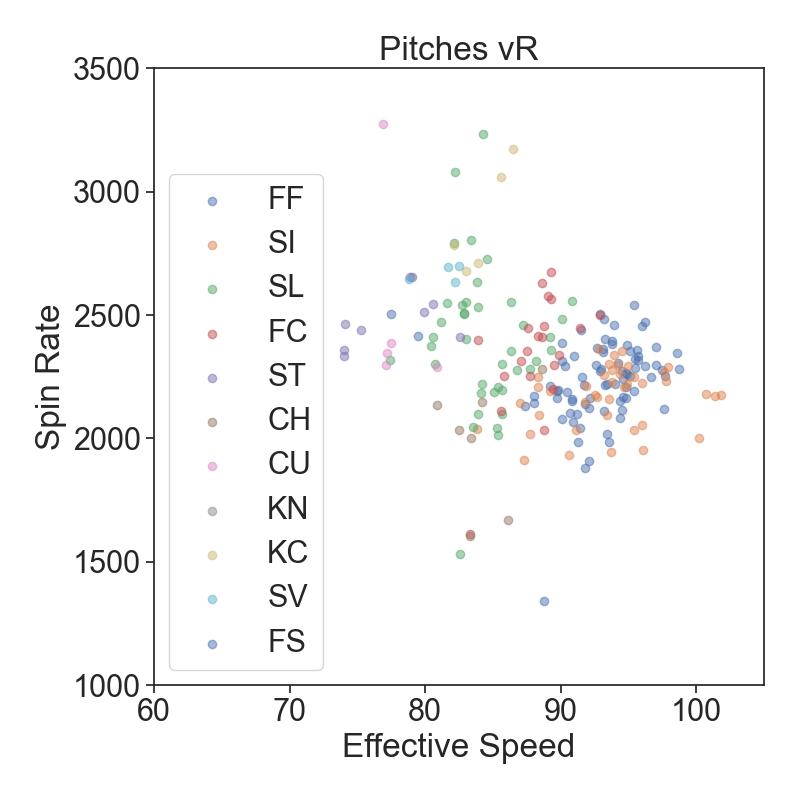 Pitches vR
3500
3000
2500
2000
1500
1000
Spin Rate
FF
SI
SL
FC
ST
CH
CU
KN
KC
SV
FS
60 70 80 90 100
Effective Speed